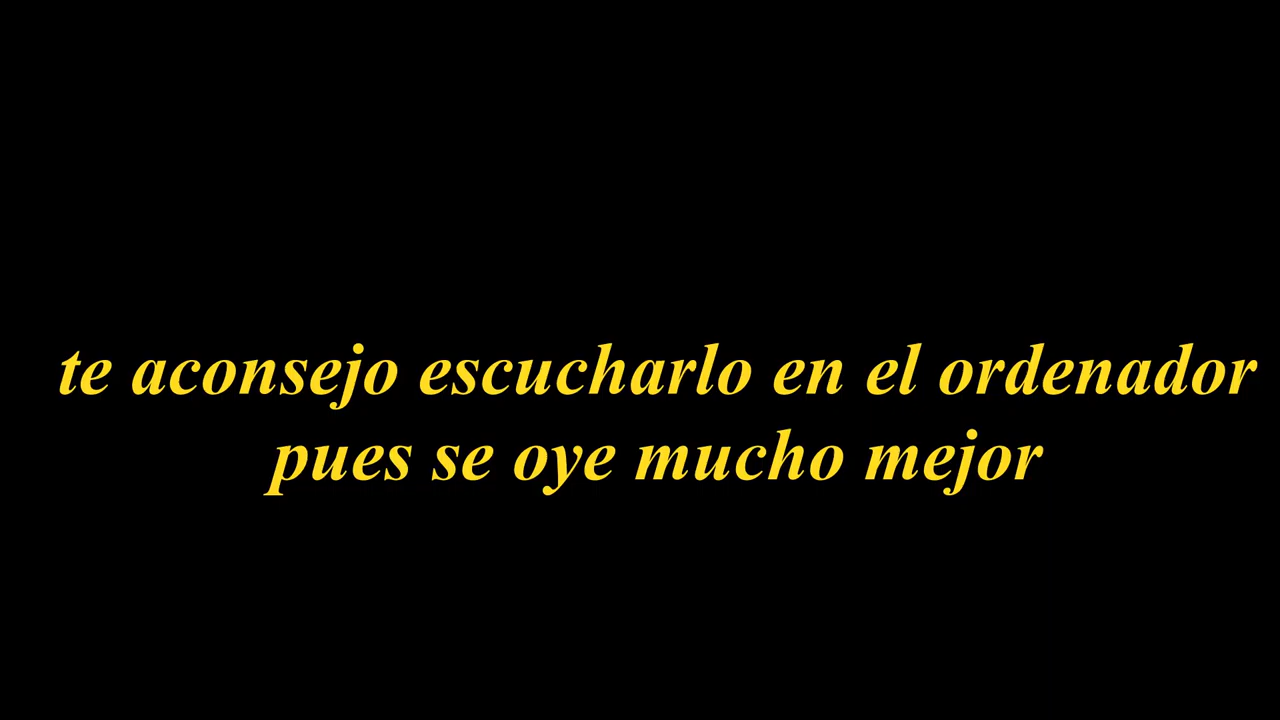 te aconsejo escucharlo en el ordenador
pues se oye mucho mejor